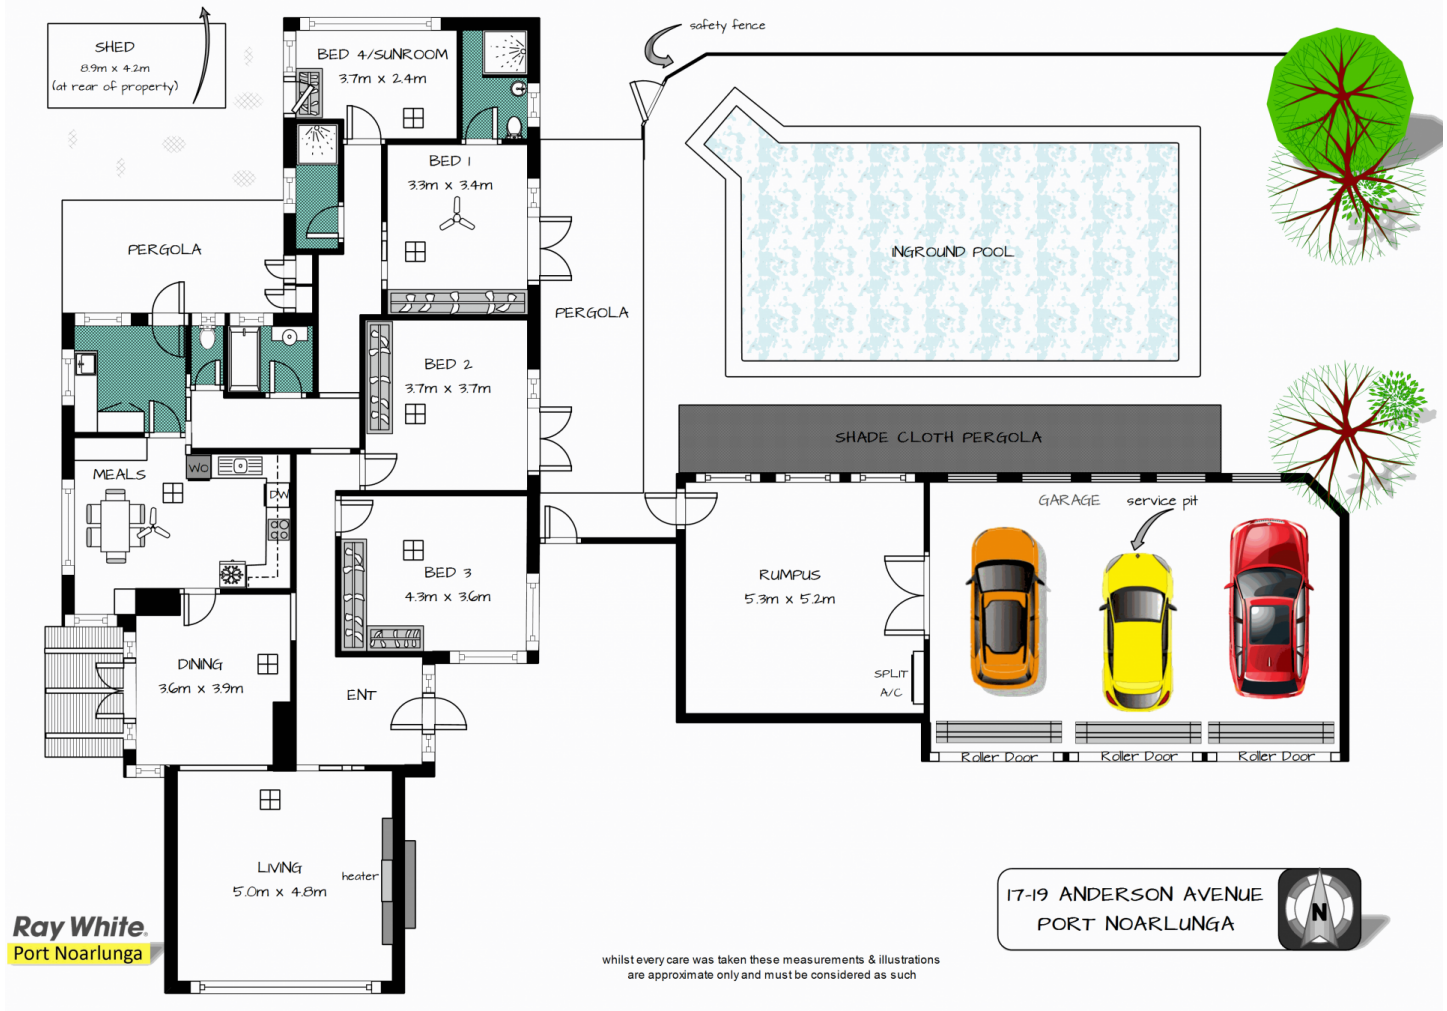 safety fence
SHED
8.9m x 4.2m
(at rear of property)
BED 4/SUNROOM
3.7m x 2.4m
BED 1
3.3m x 3.4m
PERGOLA
INGROUND POOL
PERGOLA
BED 2
3.7m x 3.7m
SHADE CLOTH PERGOLA
MEALS
WO
DW
GARAGE
service pit
BED 3
4.3m x 3.6m
RUMPUS
5.3m x 5.2m
DINING
3.6m x 3.9m
ENT
SPLIT
A/C
Roller Door
Roller Door
Roller Door
LIVING
5.0m x 4.8m
heater
17-19 ANDERSON AVENUE
PORT NOARLUNGA
N
Ray White.
Port Noarlunga
whilst every care was taken these measurements & illustrations
are approximate only and must be considered as such